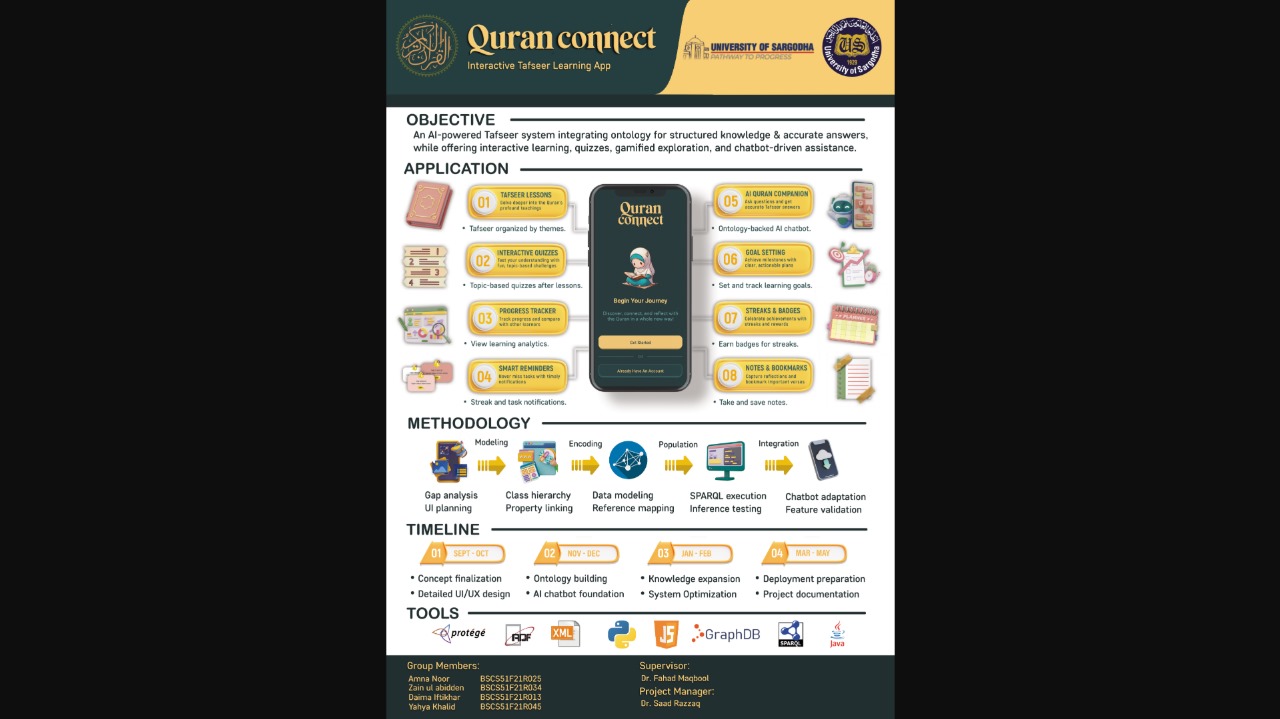 Quran connect
Interactive Tafseer Learning App
UNIVERSITY OF SARGODHA
PATHWAY TO PROGRESS
US
1929
University of Sargodha
OBJECTIVE
An AI-powered Tafseer system integrating ontology for structured knowledge & accurate answers,
while offering interactive learning, quizzes, gamified exploration, and chatbot-driven assistance.
APPLICATION
01
TAFSEER LESSONS
Delve deeper into the Quran's
profound teachings
• Tafseer organized by themes.
02
INTERACTIVE QUIZZES
Test your understanding with
fun, topic-based challenges
• Topic-based quizzes after lessons.
03
PROGRESS TRACKER
Track progress and compare
with other learners
• View learning analytics.
04
SMART REMINDERS
Never miss tasks with timely
notifications
• Streak and task notifications.
Quran
connect
Begin Your Journey
Discover, connect, and reflect with
the Quran in a whole new way!
Get Started
Already Have An Account
05
AI QURAN COMPANION
Ask questions and get
accurate Tafseer answers
• Ontology-backed AI chatbot.
06
GOAL SETTING
Achieve milestones with
clear, actionable plans
• Set and track learning goals.
07
STREAKS & BADGES
Celebrate achievements with
streaks and rewards
• Earn badges for streaks.
08
NOTES & BOOKMARKS
Capture reflections and
bookmark important verses
• Take and save notes.
METHODOLOGY
Modeling
Encoding
Population
Integration
Gap analysis
UI planning
Class hierarchy
Property linking
Data modeling
Reference mapping
SPARQL execution
Inference testing
Chatbot adaptation
Feature validation
TIMELINE
01 SEPT - OCT
• Concept finalization
• Detailed UI/UX design
02 NOV - DEC
• Ontology building
• AI chatbot foundation
03 JAN - FEB
• Knowledge expansion
• System Optimization
04 MAR - MAY
• Deployment preparation
• Project documentation
TOOLS
protégé
RDF
XML
JS
GraphDB
SPARQL
Java
Group Members:
Amna Noor BSCS51F21R025
Zain ul abidden BSCS51F21R034
Daima Iftikhar BSCS51F21R013
Yahya Khalid BSCS51F21R045
Supervisor:
Dr. Fahad Maqbool
Project Manager:
Dr. Saad Razzaq